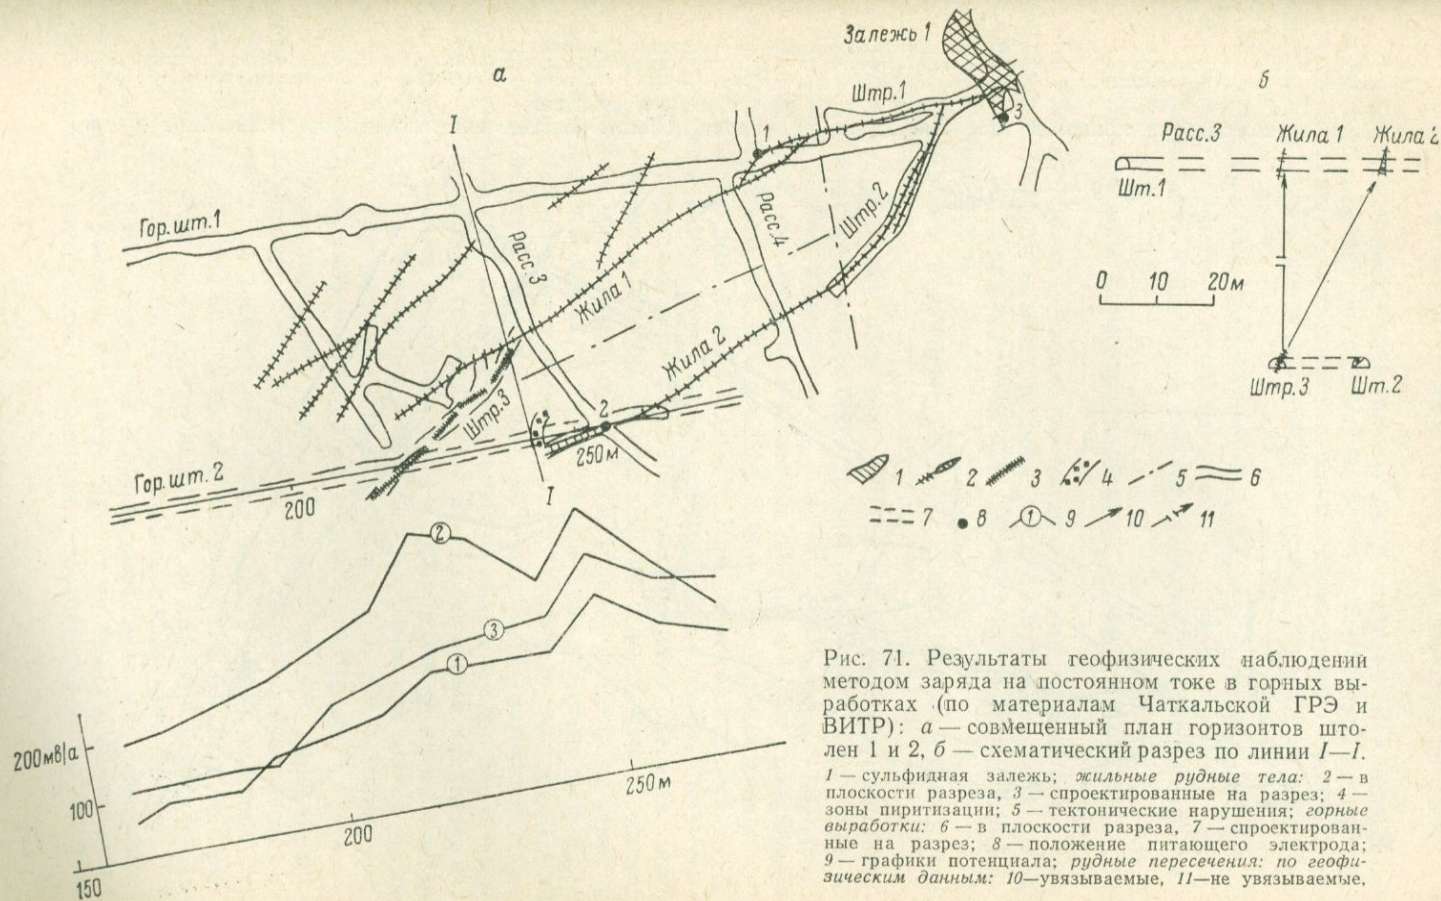 а
Залежь 1
б
Штр.1
I
1
3
Расс.3
Жила 1
Жила 2
Шт.1
Гор.шт.1
Расс.3
Расс.4
Штр.2
0 10 20м
Жила 1
Жила 2
Штр.3
2
250м
Штр.3
Шт.2
Гор.шт.2
200
I
1 2 3 4 5 6
7 8 1 9 10 11
2
3
1
200мв/а
100
150
200
250м
Рис. 71. Результаты геофизических наблюдений
методом заряда на постоянном токе в горных вы-
работках (по материалам Чаткальской ГРЭ и
ВИТР): а — совмещенный план горизонтов што-
лен 1 и 2, б — схематический разрез по линии I—I.
1 — сульфидная залежь; жильные рудные тела: 2 — в
плоскости разреза, 3 — спроектированные на разрез; 4 —
зоны пиритизации; 5 — тектонические нарушения; горные
выработки: 6 — в плоскости разреза, 7 — спроектирован-
ные на разрез; 8 — положение питающего электрода;
9 — графики потенциала; рудные пересечения: по геофи-
зическим данным: 10—увязываемые, 11—не увязываемые,